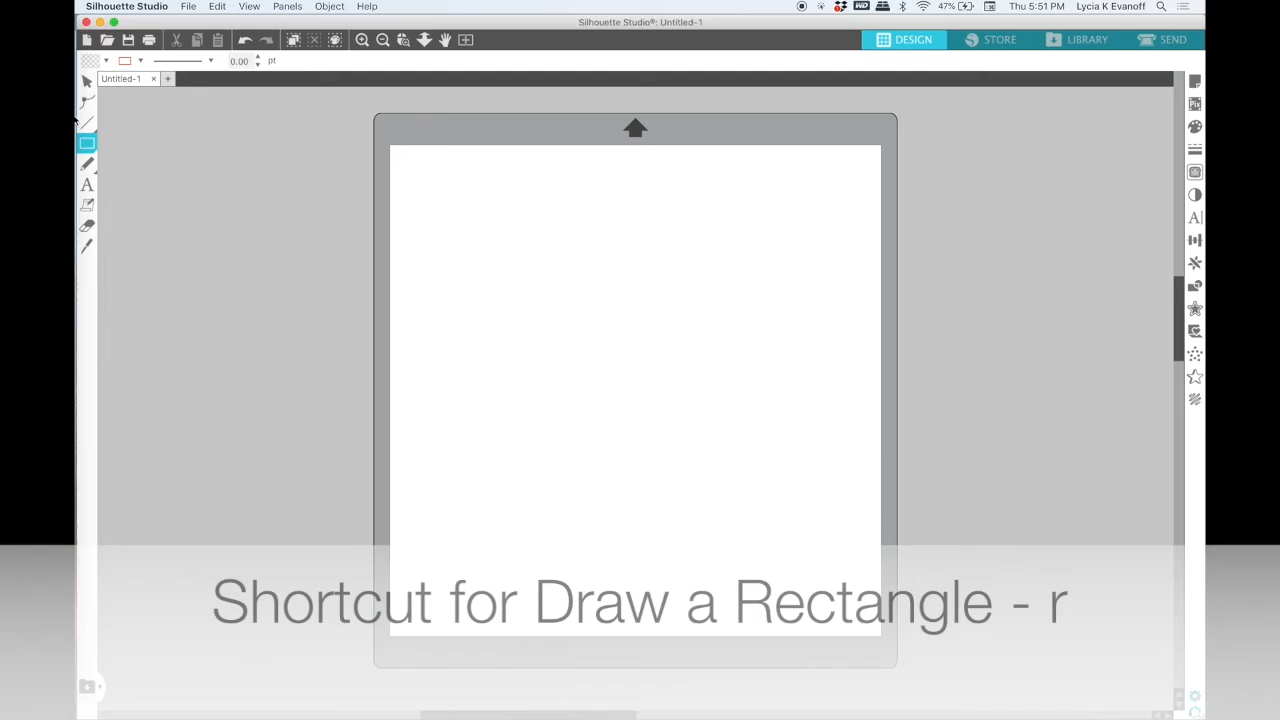 Silhouette Studio File Edit View Panels Object Help 47% Thu 5:51 PM Lycia K Evanoff
Silhouette Studio®: Untitled-1
DESIGN STORE LIBRARY SEND
0.00 pt
Untitled-1 × +
Shortcut for Draw a Rectangle - r